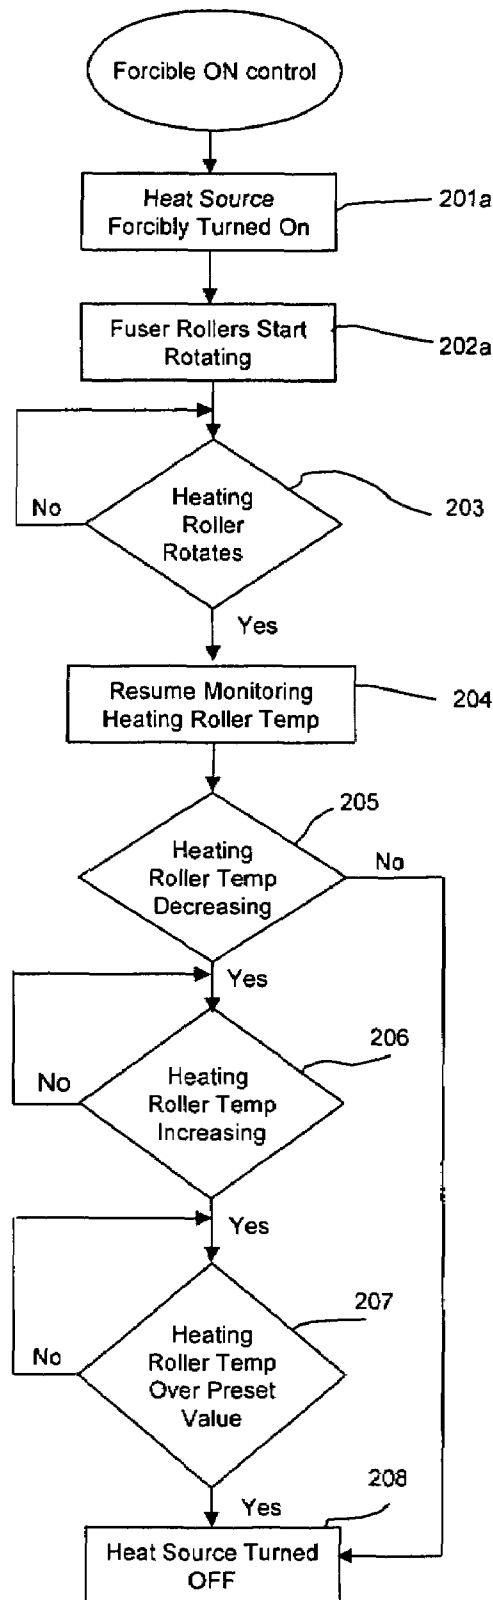 Forcible ON control
Heat Source
Forcibly Turned On
201a
Fuser Rollers Start
Rotating
202a
Heating
Roller
Rotates
203
No
Yes
Resume Monitoring
Heating Roller Temp
204
205
Heating
Roller Temp
Decreasing
No
Yes
206
Heating
Roller Temp
Increasing
No
Yes
207
Heating
Roller Temp
Over Preset
Value
No
Yes
208
Heat Source Turned
OFF